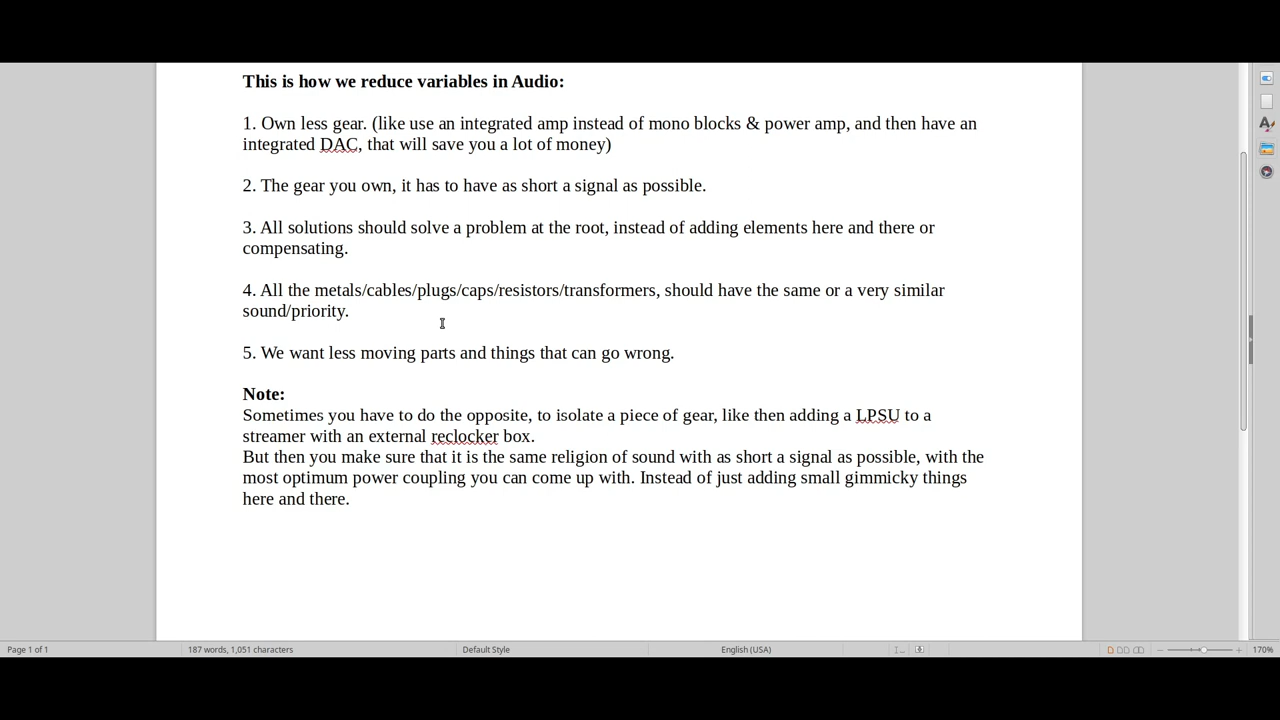 This is how we reduce variables in Audio:
1. Own less gear. (like use an integrated amp instead of mono blocks & power amp, and then have an
integrated DAC, that will save you a lot of money)
2. The gear you own, it has to have as short a signal as possible.
3. All solutions should solve a problem at the root, instead of adding elements here and there or
compensating.
4. All the metals/cables/plugs/caps/resistors/transformers, should have the same or a very similar
sound/priority.
5. We want less moving parts and things that can go wrong.
Note:
Sometimes you have to do the opposite, to isolate a piece of gear, like then adding a LPSU to a
streamer with an external reclocker box.
But then you make sure that it is the same religion of sound with as short a signal as possible, with the
most optimum power coupling you can come up with. Instead of just adding small gimmicky things
here and there.
Page 1 of 1 187 words, 1,051 characters Default Style English (USA) 170%